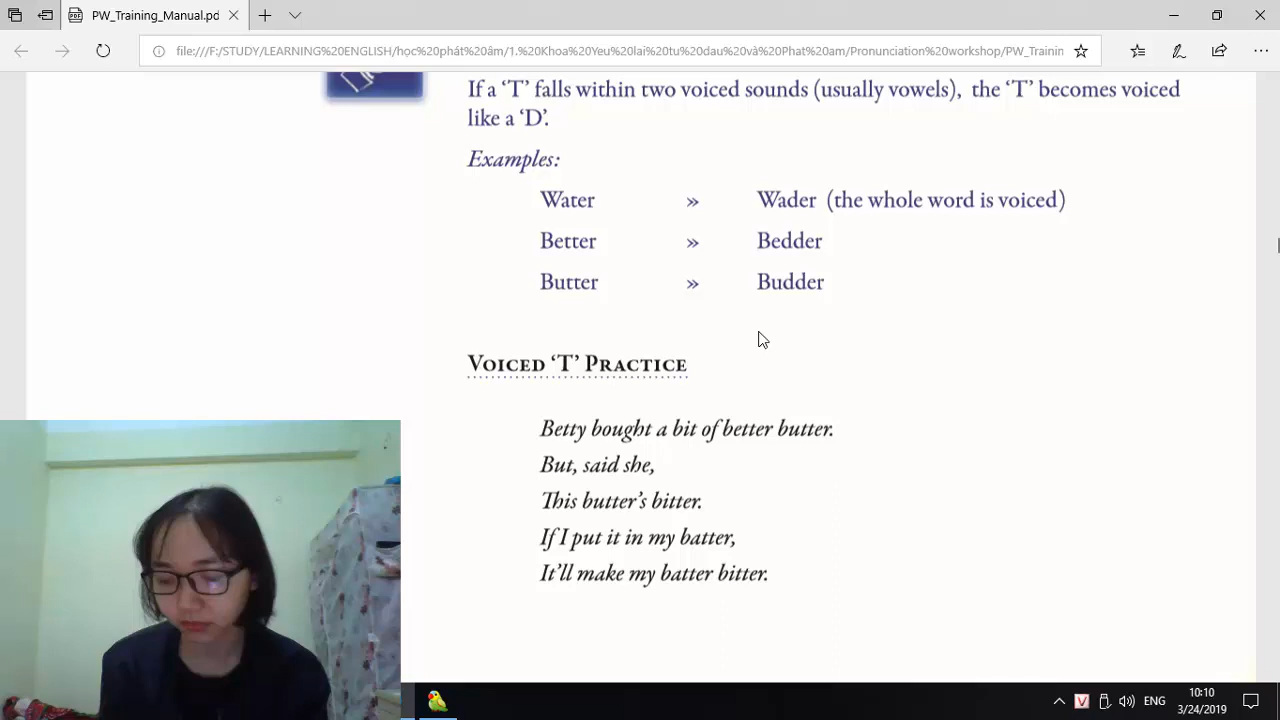 PW_Training_Manual.pd
file:///F:/STUDY/LEARNING%20ENGLISH/học%20phát%20âm/1.%20Khoa%20Yeu%20lai%20tu%20dau%20và%20Phat%20am/Pronunciation%20workshop/PW_Trainin
If a ‘T’ falls within two voiced sounds (usually vowels), the ‘T’ becomes voiced
like a ‘D’.
Examples:
Water » Wader (the whole word is voiced)
Better » Bedder
Butter » Budder
Voiced ‘T’ Practice
Betty bought a bit of better butter.
But, said she,
This butter’s bitter.
If I put it in my batter,
It’ll make my batter bitter.
V ENG 10:10
3/24/2019